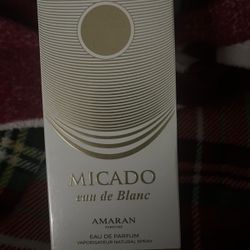 MICADO
eau de Blanc
AMARAN
EAU DE PARFUM
VAPORISATEUR NATURAL SPRAY